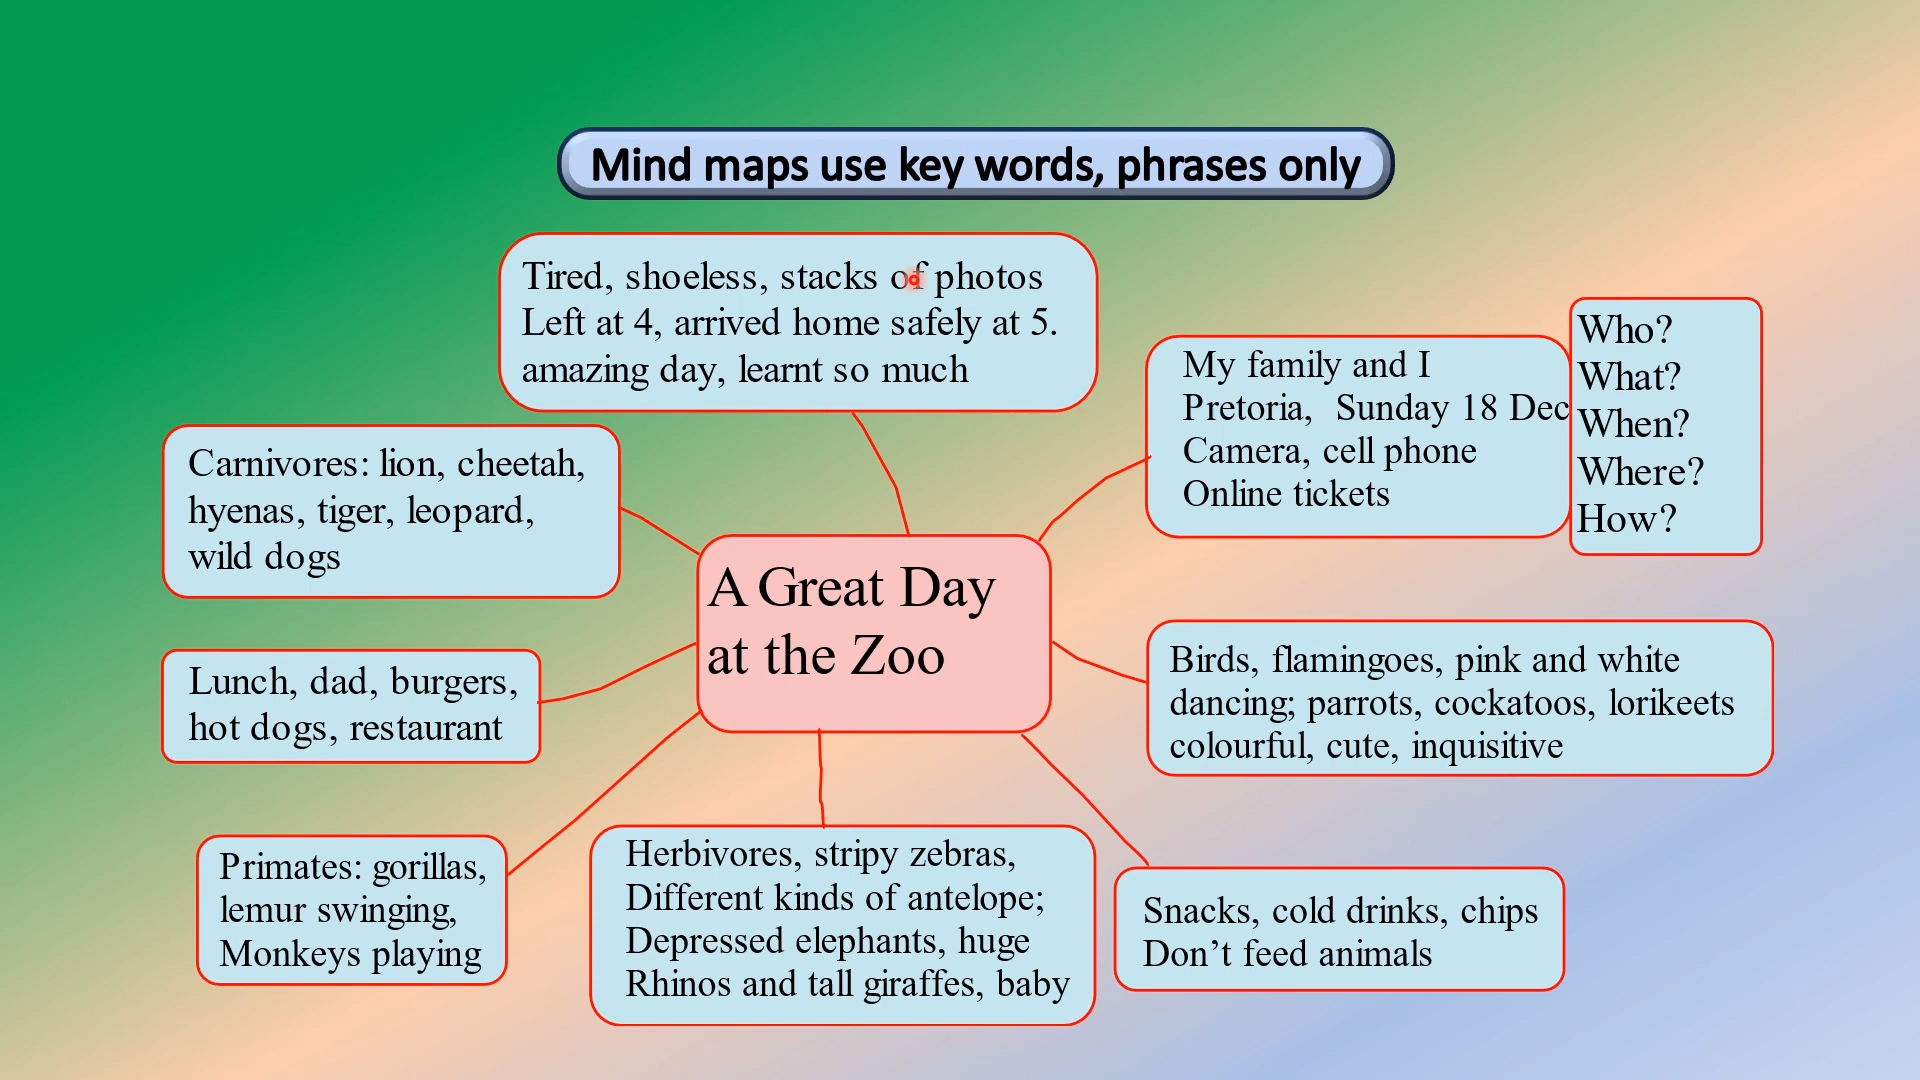 Mind maps use key words, phrases only
Tired, shoeless, stacks of photos
Left at 4, arrived home safely at 5.
amazing day, learnt so much
My family and I
Pretoria,  Sunday 18 Dec
Camera, cell phone
Online tickets
Who?
What?
When?
Where?
How?
Carnivores: lion, cheetah,
hyenas, tiger, leopard,
wild dogs
A Great Day
at the Zoo
Birds, flamingoes, pink and white
dancing; parrots, cockatoos, lorikeets
colourful, cute, inquisitive
Lunch, dad, burgers,
hot dogs, restaurant
Primates: gorillas,
lemur swinging,
Monkeys playing
Herbivores, stripy zebras,
Different kinds of antelope;
Depressed elephants, huge
Rhinos and tall giraffes, baby
Snacks, cold drinks, chips
Don’t feed animals